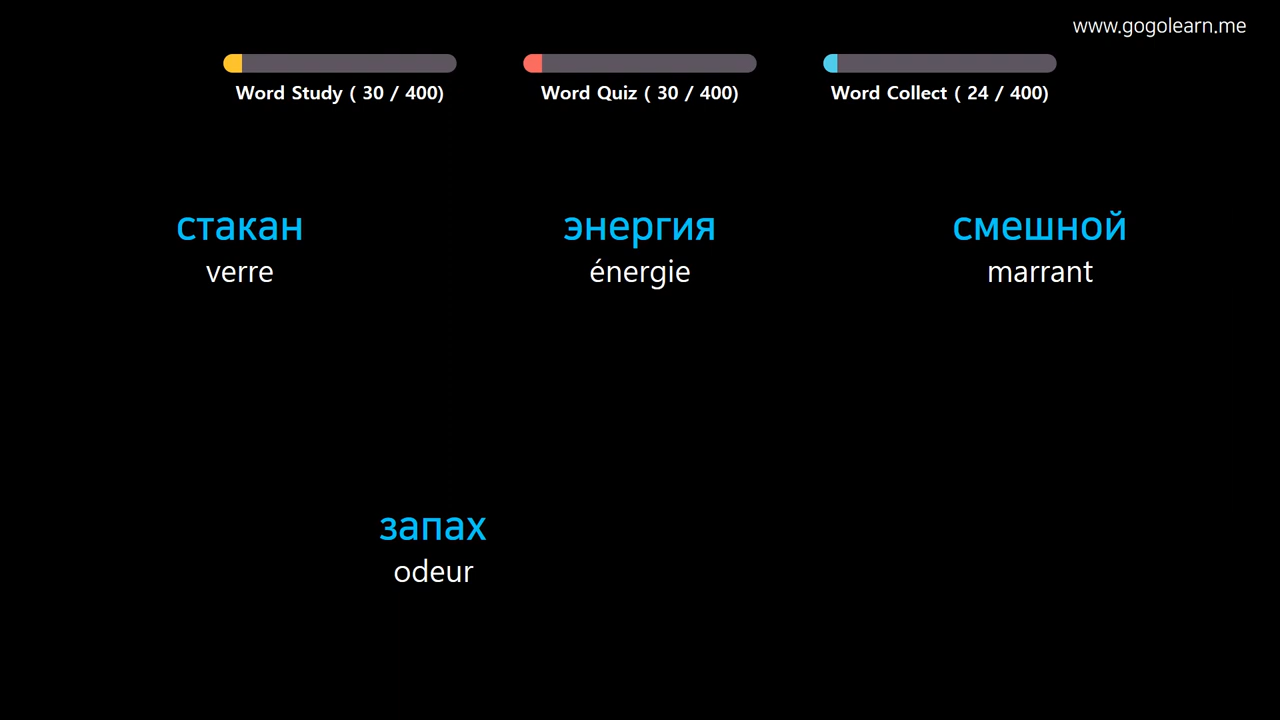 www.gogolearn.me
Word Study ( 30 / 400)
Word Quiz ( 30 / 400)
Word Collect ( 24 / 400)
стакан
verre
энергия
énergie
смешной
marrant
запах
odeur